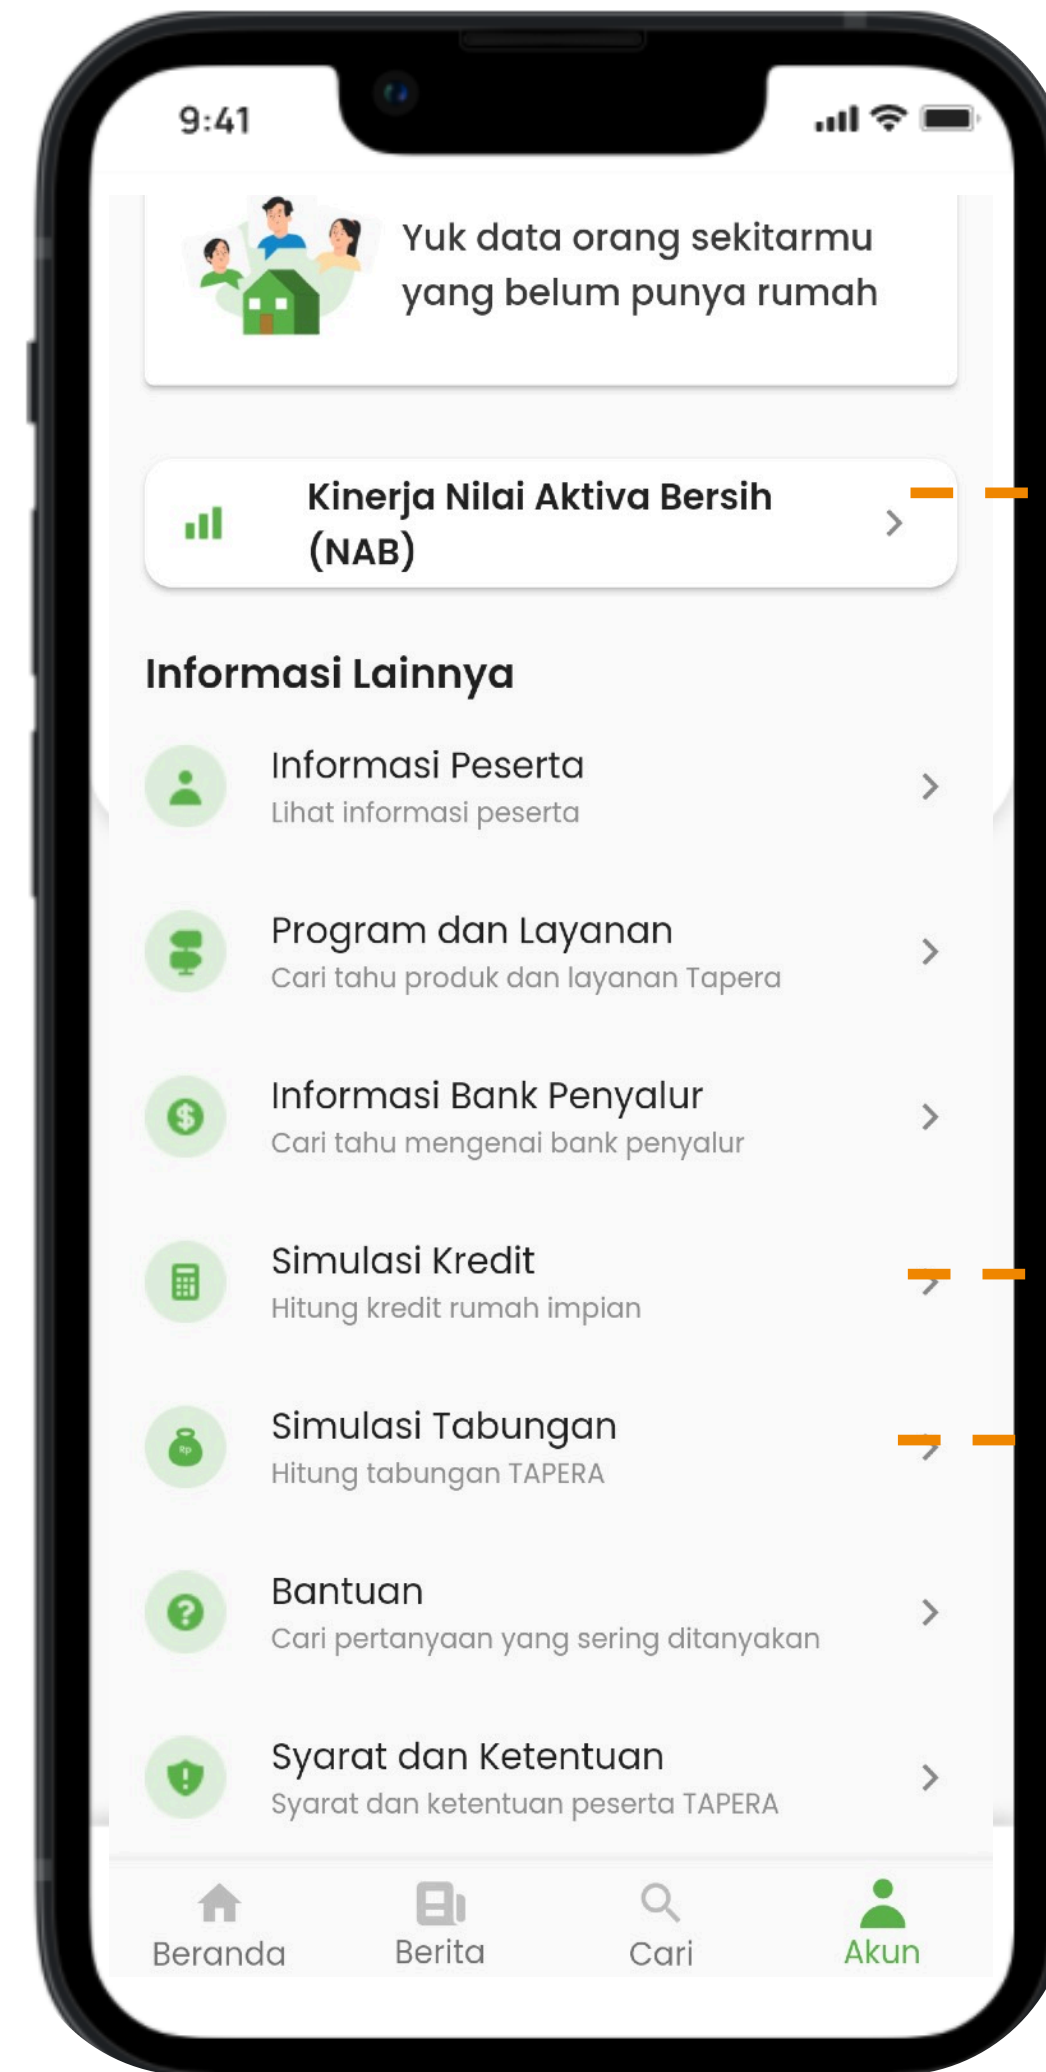 9:41
Yuk data orang sekitarmu
yang belum punya rumah
Kinerja Nilai Aktiva Bersih
(NAB)
Informasi Lainnya
Informasi Peserta
Lihat informasi peserta
Program dan Layanan
Cari tahu produk dan layanan Tapera
$
Informasi Bank Penyalur
Cari tahu mengenai bank penyalur
Simulasi Kredit
Hitung kredit rumah impian
Rp
Simulasi Tabungan
Hitung tabungan TAPERA
?
Bantuan
Cari pertanyaan yang sering ditanyakan
!
Syarat dan Ketentuan
Syarat dan ketentuan peserta TAPERA
Beranda
Berita
Cari
Akun